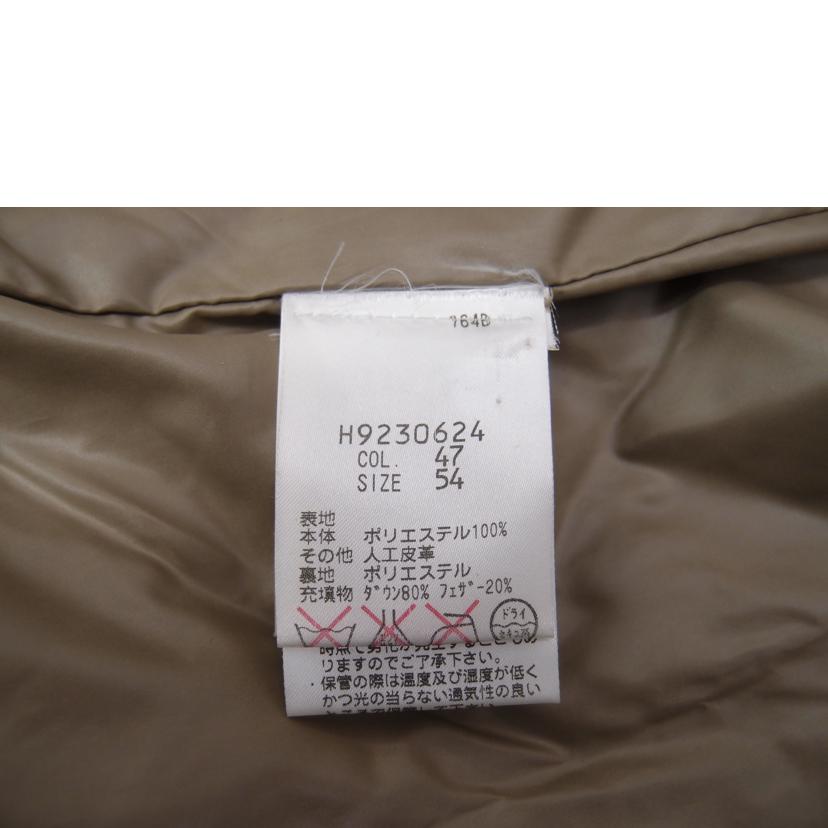 164B
H9230624
COL. 47
SIZE 54
表地
本体 ポリエステル100%
その他 人工皮革
裏地 ポリエステル
充填物 ダウン80% フェザー20%
ドライ
りますのでご了承下さい。
・保管の際は温度及び湿度が低く
かつ光の当らない通気性の良い